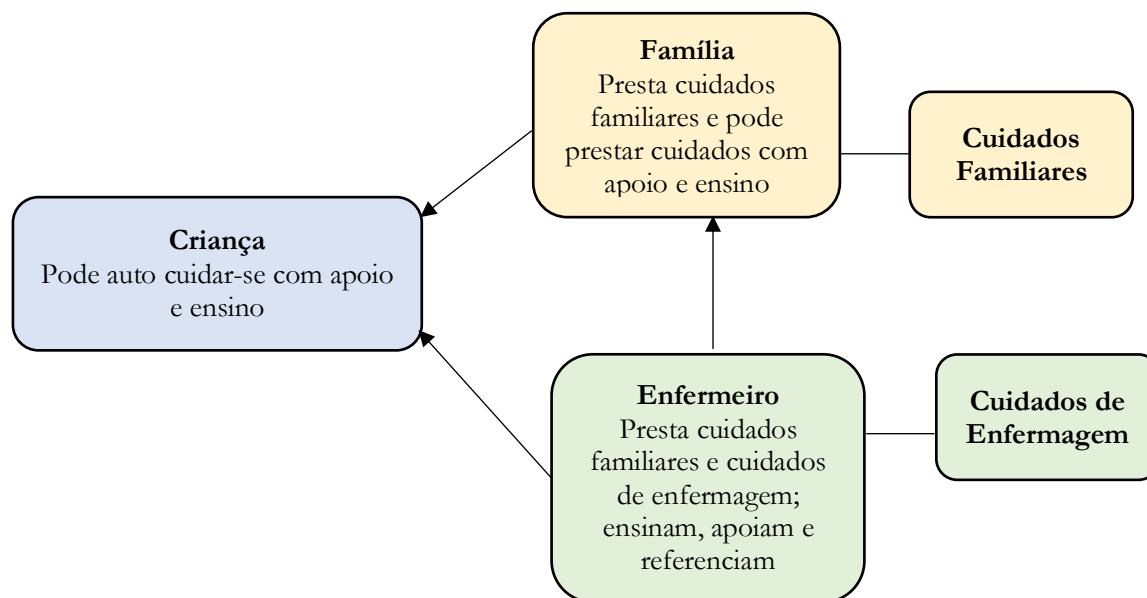 Família
Presta cuidados
familiares e pode
prestar cuidados com
apoio e ensino
Cuidados
Familiares
Criança
Pode auto cuidar-se com apoio
e ensino
Enfermeiro
Presta cuidados
familiares e cuidados
de enfermagem;
ensinam, apoiam e
referenciam
Cuidados de
Enfermagem